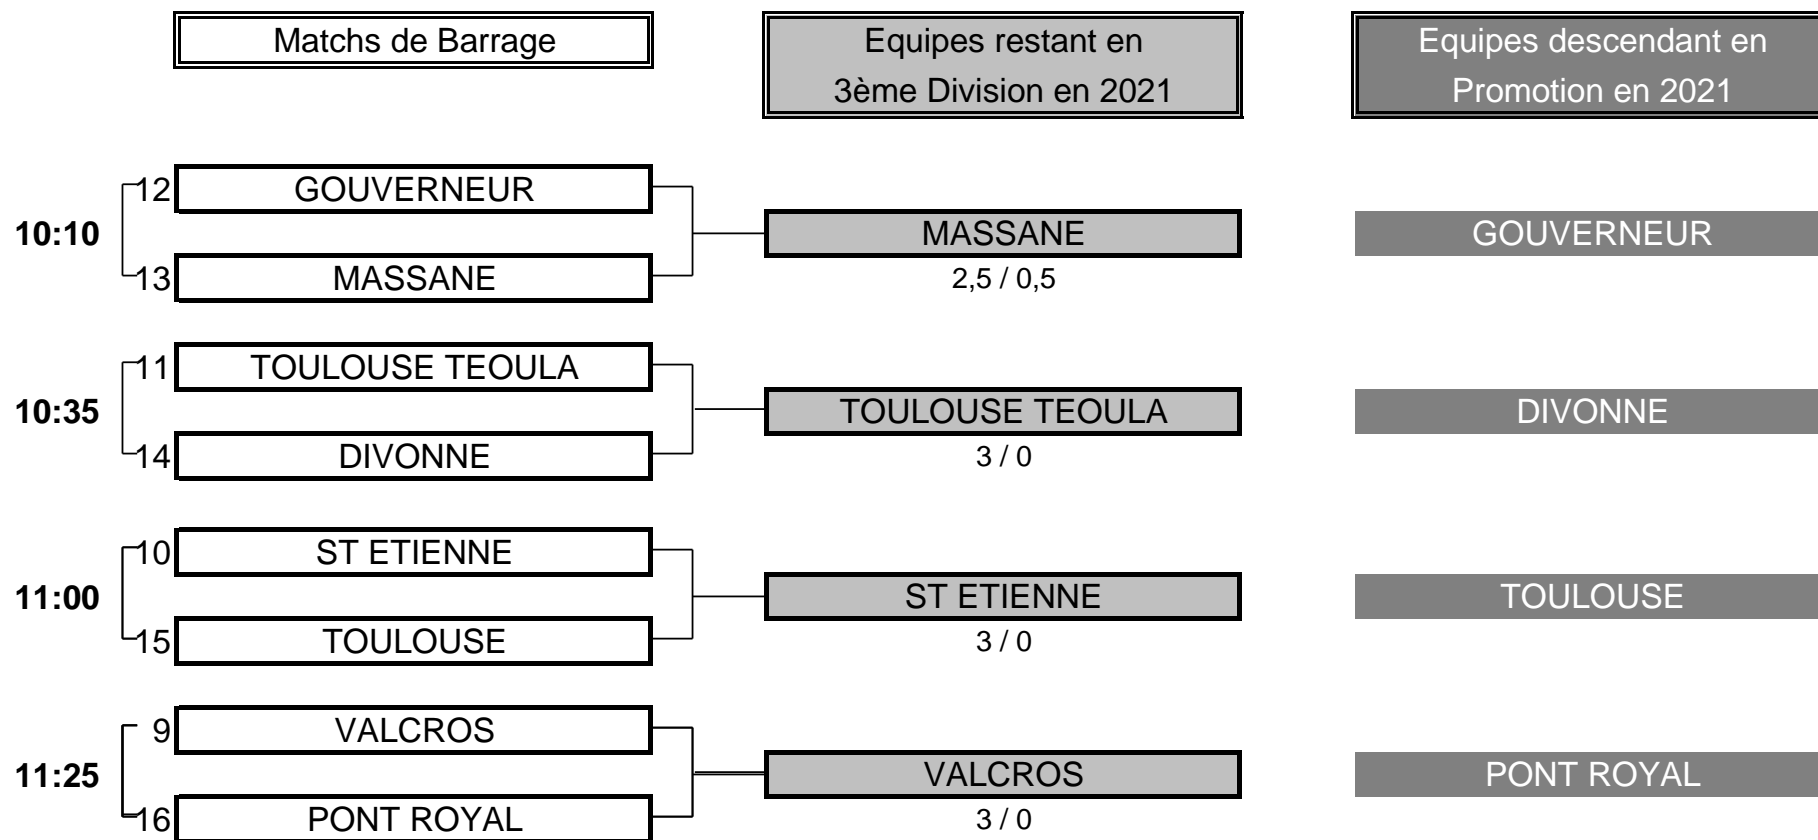 Matchs de Barrage
Equipes restant en
3ème Division en 2021
Equipes descendant en
Promotion en 2021
12 GOUVERNEUR
10:10 MASSANE GOUVERNEUR
13 MASSANE 2,5 / 0,5
11 TOULOUSE TEOULA
10:35 TOULOUSE TEOULA DIVONNE
14 DIVONNE 3 / 0
10 ST ETIENNE
11:00 ST ETIENNE TOULOUSE
15 TOULOUSE 3 / 0
9 VALCROS
11:25 VALCROS PONT ROYAL
16 PONT ROYAL 3 / 0